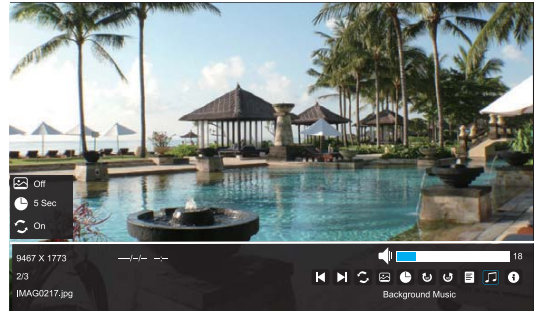 Off
5 Sec
On
9467 X 1773
--/--/-- --:--
18
2/3
IMAG0217.jpg
Background Music